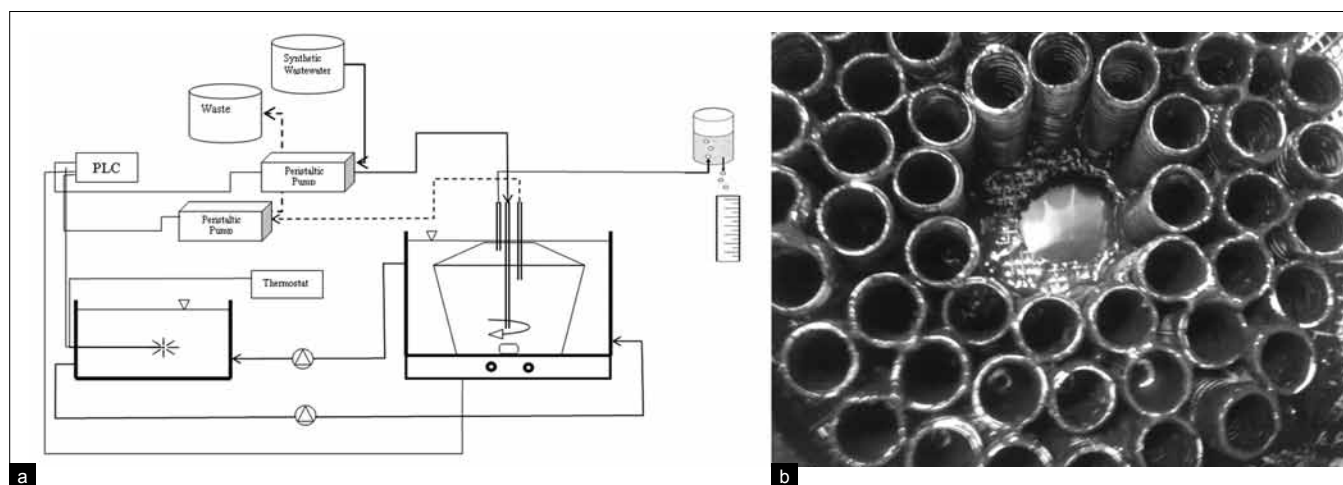 Synthetic
Wastewater
Waste
PLC
Peristaltic
Pump
Peristaltic
Pump
Thermostat
a
b